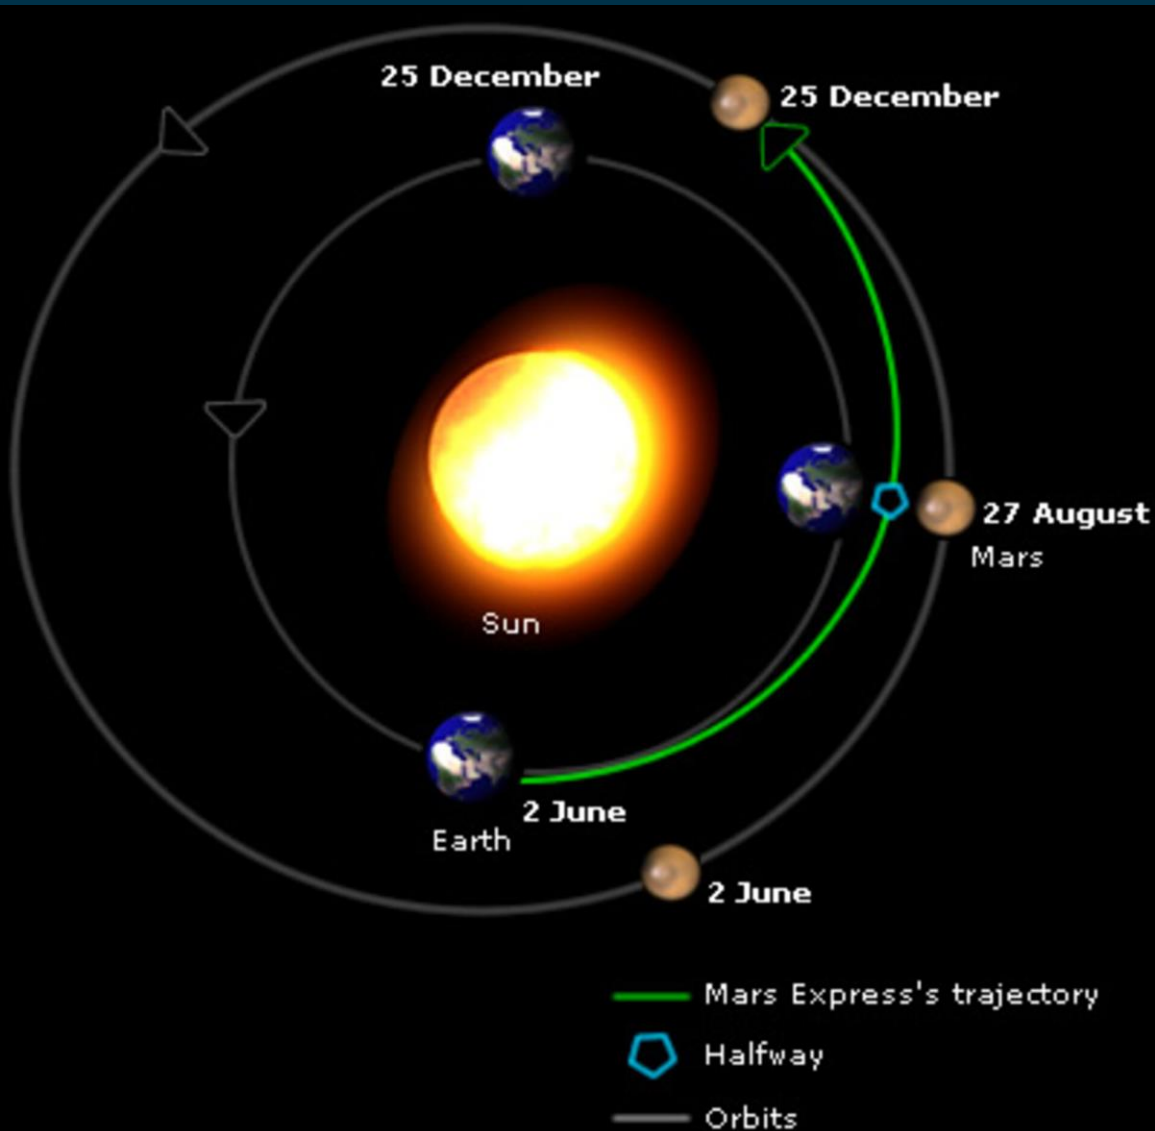 25 December
25 December
27 August
Mars
Sun
2 June
Earth
2 June
Mars Express's trajectory
Halfway
Orbits